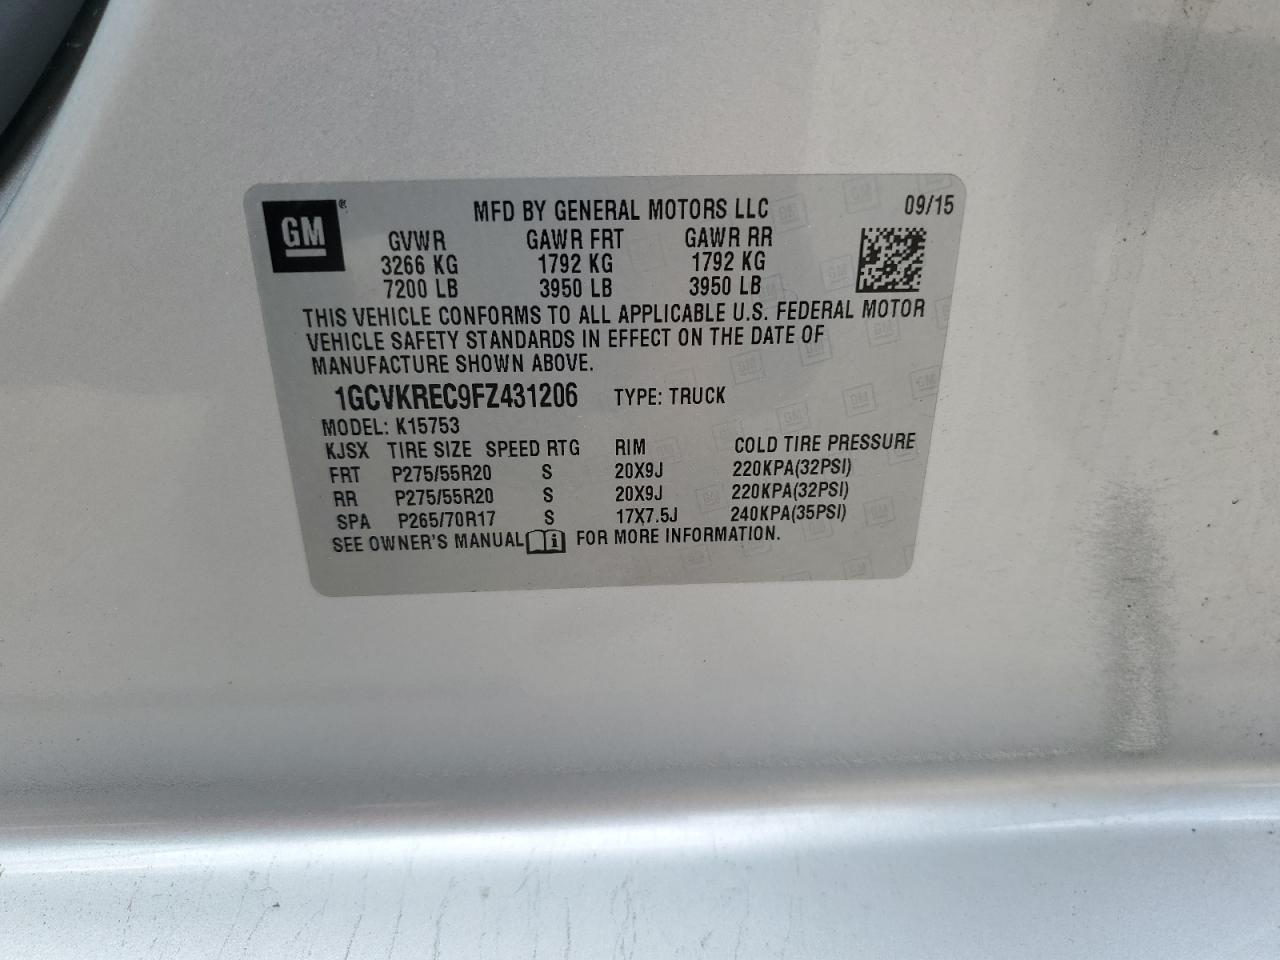 GM®
MFD BY GENERAL MOTORS LLC 09/15
GVWR GAWR FRT GAWR RR
3266 KG 1792 KG 1792 KG
7200 LB 3950 LB 3950 LB
THIS VEHICLE CONFORMS TO ALL APPLICABLE U.S. FEDERAL MOTOR
VEHICLE SAFETY STANDARDS IN EFFECT ON THE DATE OF
MANUFACTURE SHOWN ABOVE.
1GCVKREC9FZ431206 TYPE: TRUCK
MODEL: K15753
KJSX TIRE SIZE SPEED RTG RIM COLD TIRE PRESSURE
FRT P275/55R20 S 20X9J 220KPA(32PSI)
RR P275/55R20 S 20X9J 220KPA(32PSI)
SPA P265/70R17 S 17X7.5J 240KPA(35PSI)
SEE OWNER'S MANUAL i FOR MORE INFORMATION.